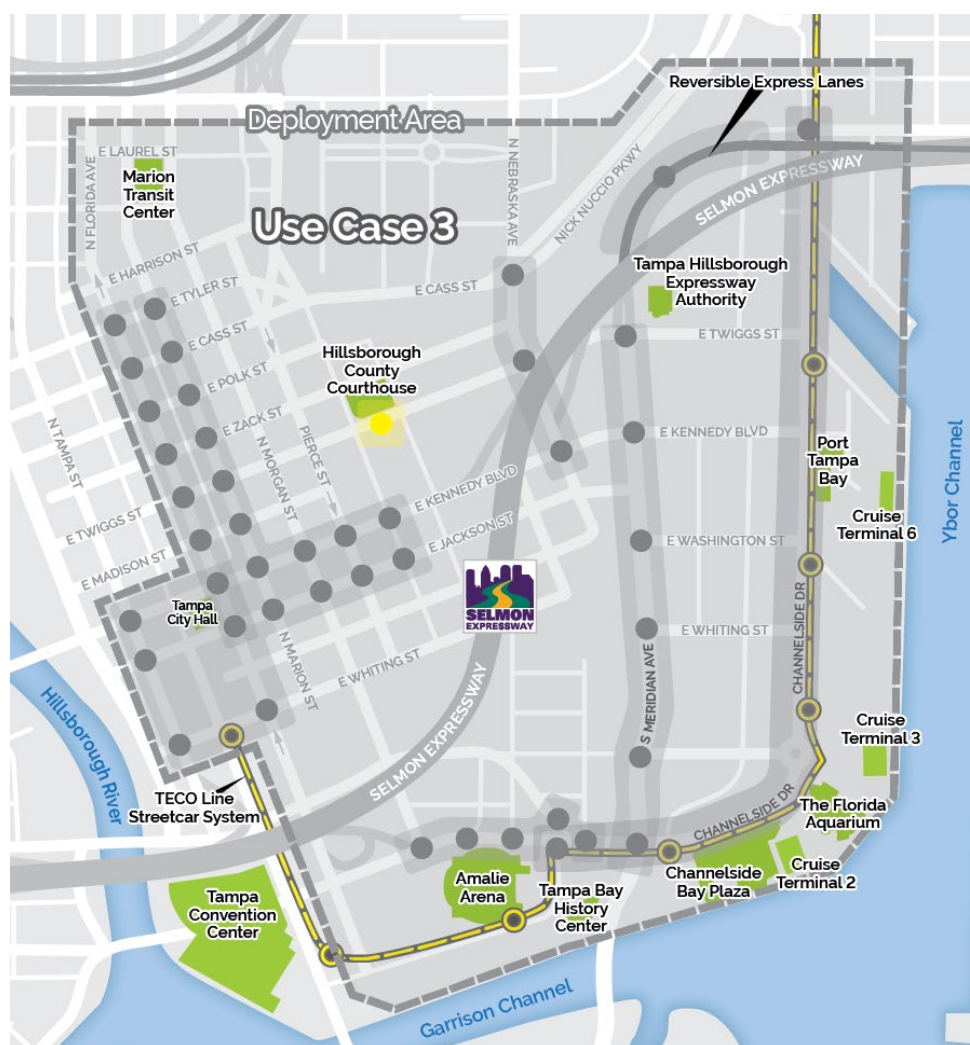 Reversible Express Lanes
Deployment Area
E LAUREL ST
N FLORIDA AVE
Marion
Transit
Center
N NEBRASKA AVE
NICK NUCCIO PKWY
SELMON EXPRESSWAY
Use Case 3
E HARRISON ST
E TYLER ST
E CASS ST
E CASS ST
Tampa Hillsborough
Expressway
Authority
E TWIGGS ST
E POLK ST
Hillsborough
County
Courthouse
E ZACK ST
N TAMPA ST
N MORGAN ST
PIERCE ST
E KENNEDY BLVD
E KENNEDY BLVD
Port
Tampa
Bay
Ybor Channel
Cruise
Terminal 6
E TWIGGS ST
E JACKSON ST
E WASHINGTON ST
E MADISON ST
SELMON
EXPRESSWAY
Tampa
City Hall
E WHITING ST
E WHITING ST
N MARION ST
CHANNELSIDE DR
S MERIDIAN AVE
Hillsborough River
SELMON EXPRESSWAY
Cruise
Terminal 3
TECO Line
Streetcar System
CHANNELSIDE DR
The Florida
Aquarium
Tampa
Convention
Center
Amalie
Arena
Tampa Bay
History
Center
Channelside
Bay Plaza
Cruise
Terminal 2
Garrison Channel